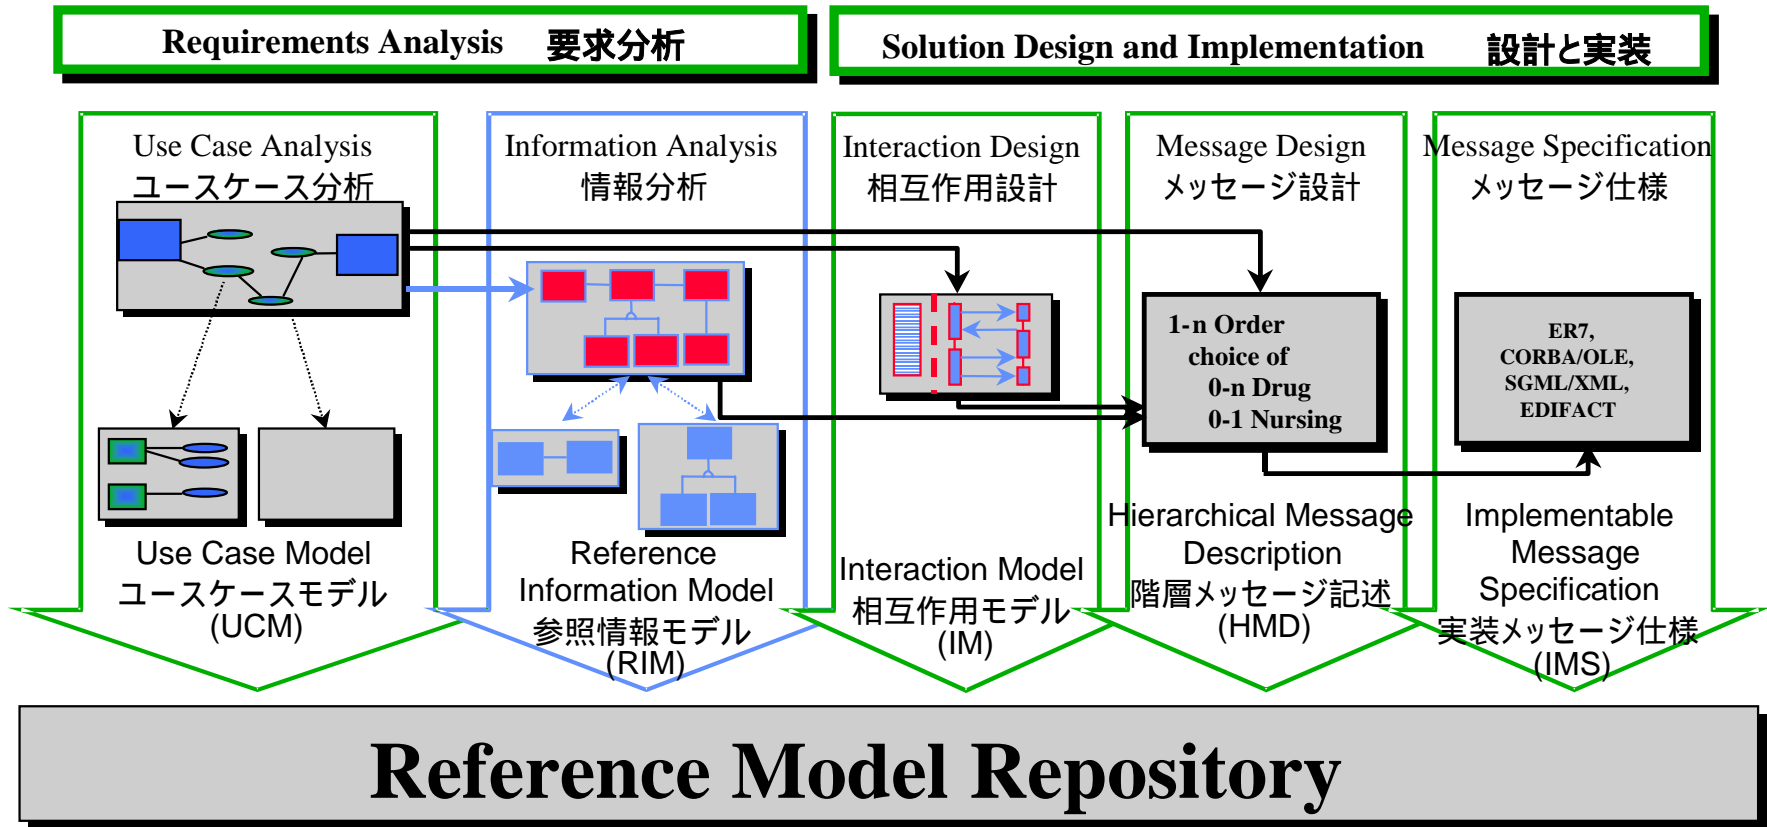 Requirements Analysis 要求分析
Solution Design and Implementation 設計と実装
Use Case Analysis
ユースケース分析
Information Analysis
情報分析
Interaction Design
相互作用設計
Message Design
メッセージ設計
Message Specification
メッセージ仕様
1-n Order
choice of
0-n Drug
0-1 Nursing
ER7,
CORBA/OLE,
SGML/XML,
EDIFACT
Use Case Model
ユースケースモデル
(UCM)
Reference
Information Model
参照情報モデル
(RIM)
Interaction Model
相互作用モデル
(IM)
Hierarchical Message
Description
階層メッセージ記述
(HMD)
Implementable
Message
Specification
実装メッセージ仕様
(IMS)
Reference Model Repository